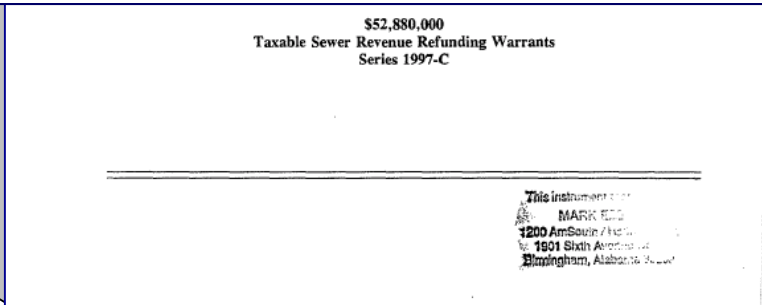 $52,880,000
Taxable Sewer Revenue Refunding Warrants
Series 1997-C
This instrument
MARK
1200 AmSouth
1901 Sixth
Birmingham, Alabama